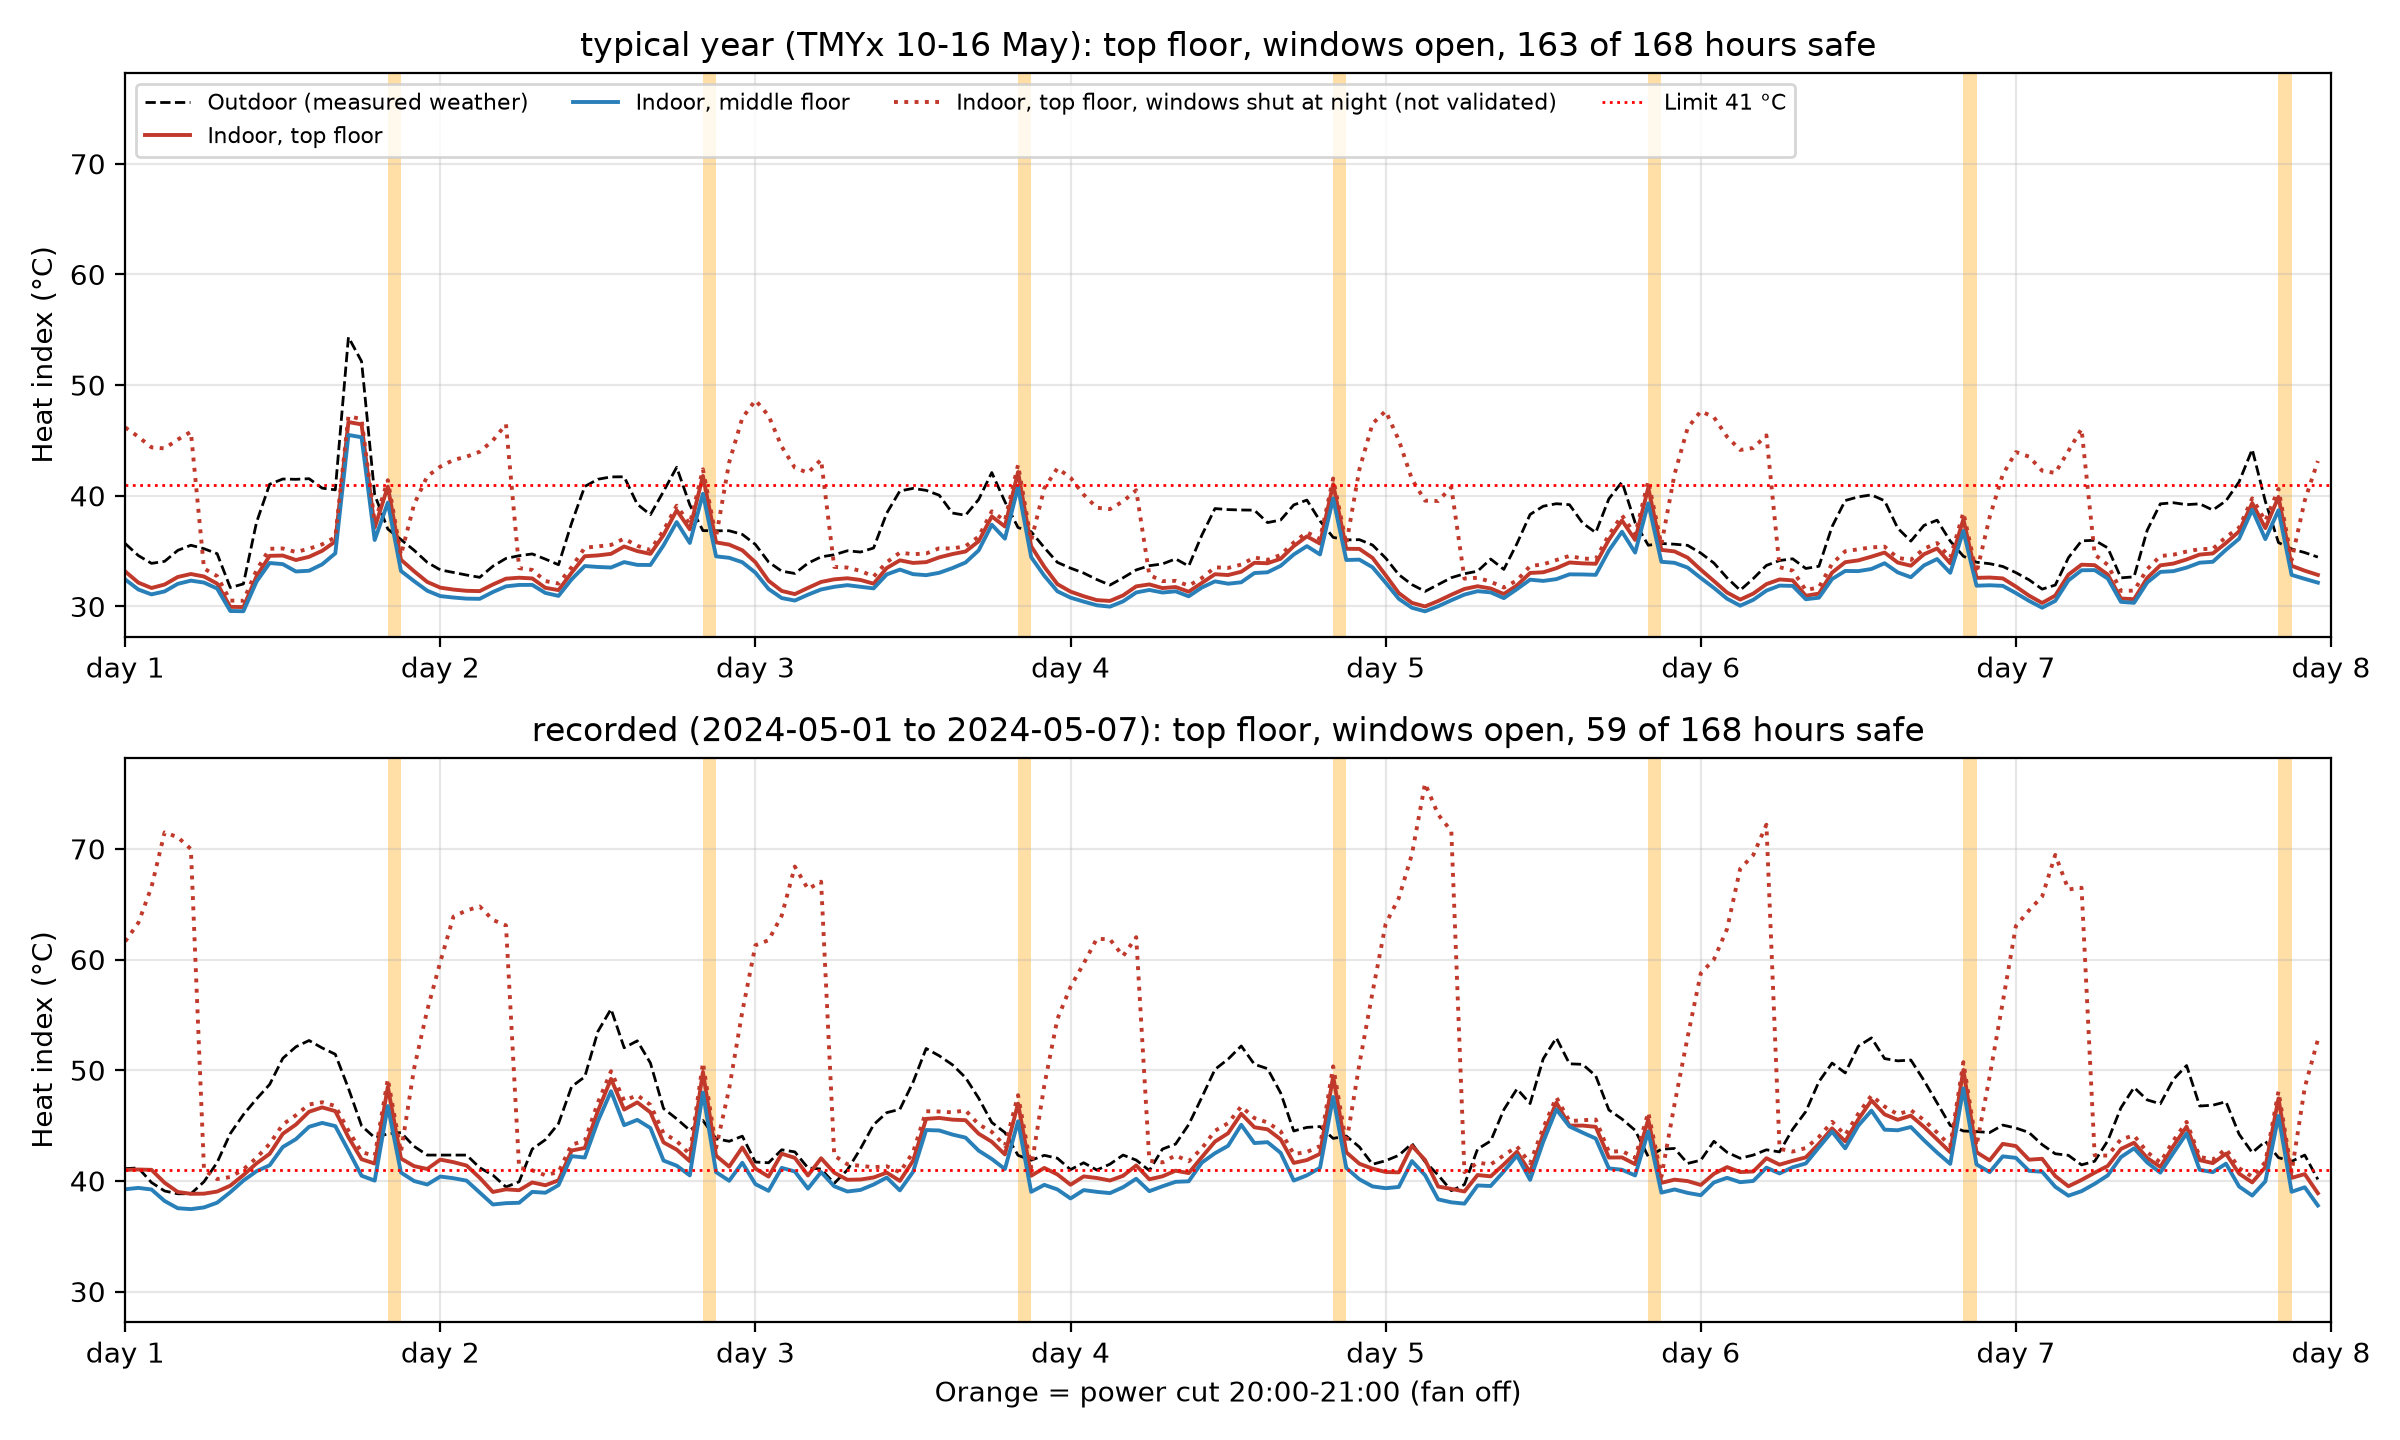 typical year (TMYx 10-16 May): top floor, windows open, 163 of 168 hours safe
Outdoor (measured weather)
Indoor, top floor
Indoor, middle floor
Indoor, top floor, windows shut at night (not validated)
Limit 41 °C
Heat index (°C)
70
60
50
40
30
day 1 day 2 day 3 day 4 day 5 day 6 day 7 day 8
recorded (2024-05-01 to 2024-05-07): top floor, windows open, 59 of 168 hours safe
Heat index (°C)
70
60
50
40
30
day 1 day 2 day 3 day 4 day 5 day 6 day 7 day 8
Orange = power cut 20:00-21:00 (fan off)